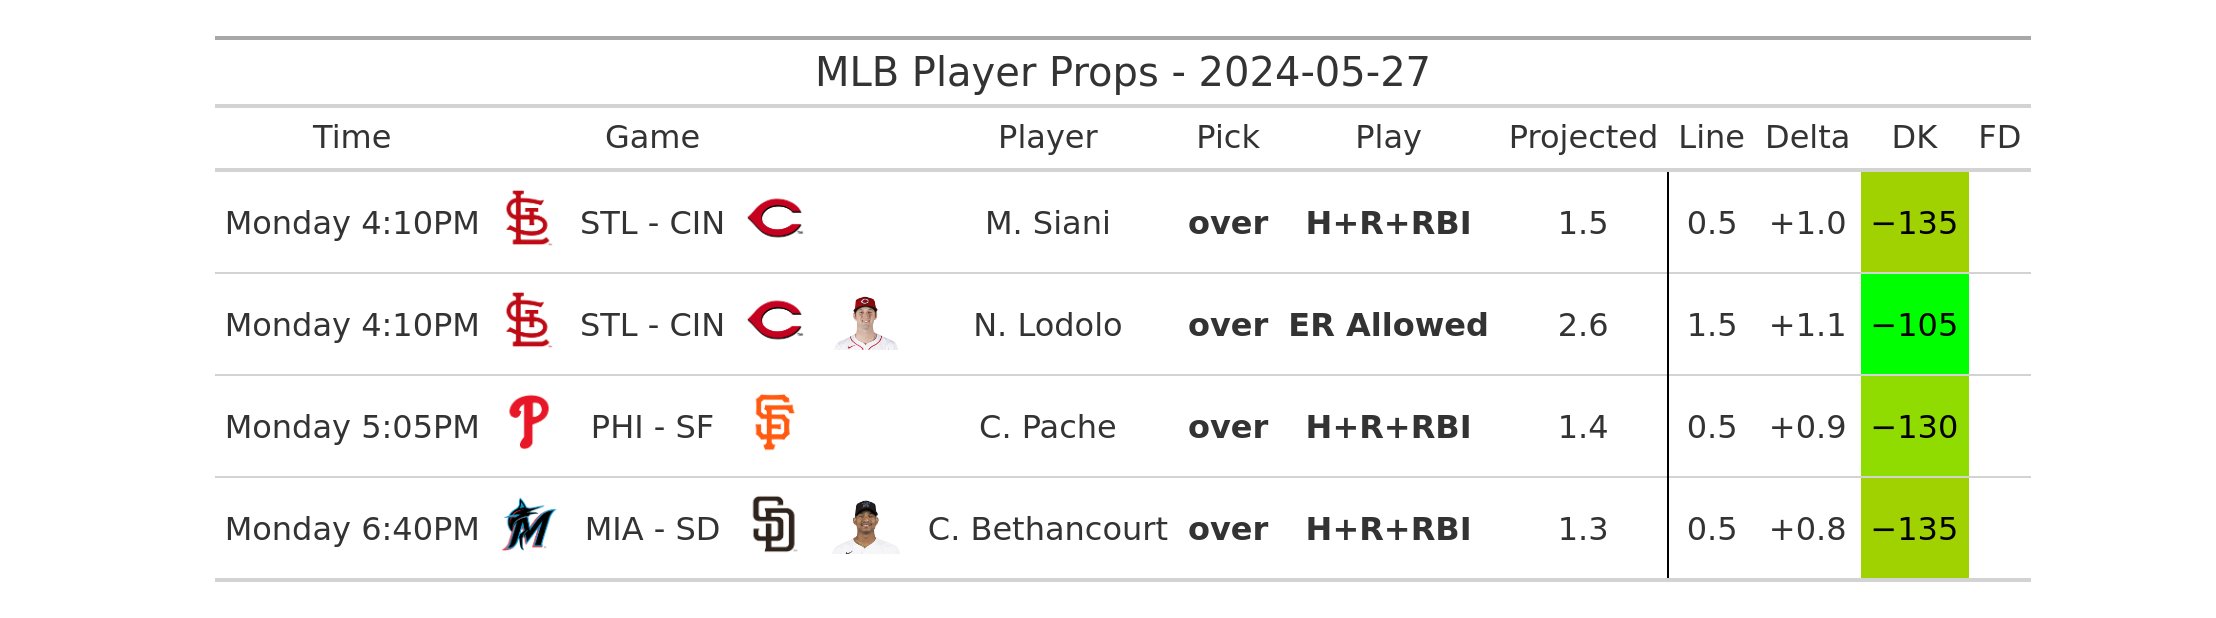 MLB Player Props - 2024-05-27
Time Game Player Pick Play Projected Line Delta DK FD
Monday 4:10PM STL - CIN M. Siani over H+R+RBI 1.5 0.5 +1.0 −135
Monday 4:10PM STL - CIN N. Lodolo over ER Allowed 2.6 1.5 +1.1 −105
Monday 5:05PM PHI - SF C. Pache over H+R+RBI 1.4 0.5 +0.9 −130
Monday 6:40PM MIA - SD C. Bethancourt over H+R+RBI 1.3 0.5 +0.8 −135